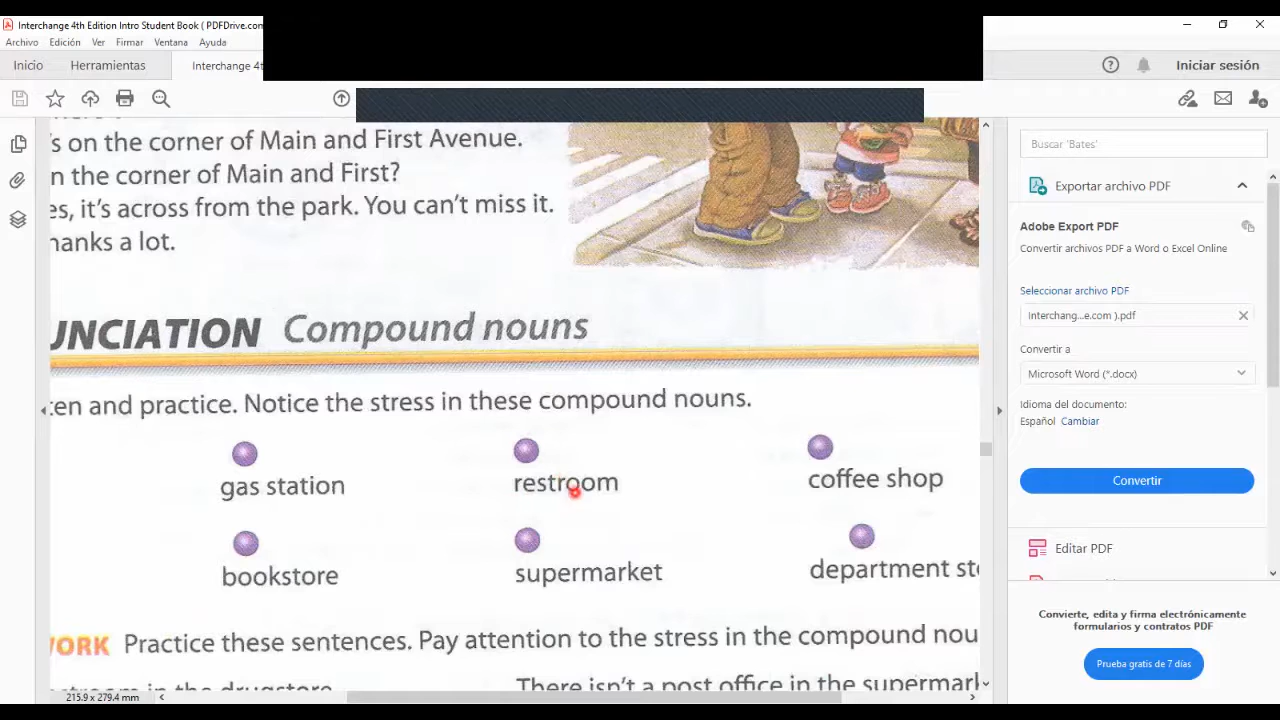 Interchange 4th Edition Intro Student Book ( PDFDrive.com
Archivo Edición Ver Firmar Ventana Ayuda
Inicio Herramientas Interchange 4t
Iniciar sesión
's on the corner of Main and First Avenue.
n the corner of Main and First?
es, it's across from the park. You can't miss it.
hanks a lot.
UNCIATION Compound nouns
ten and practice. Notice the stress in these compound nouns.
gas station restroom coffee shop
bookstore supermarket department st
WORK Practice these sentences. Pay attention to the stress in the compound nou
troom in the drugstore There isn't a post office in the supermark
215.9 x 279.4 mm
Buscar 'Bates'
Exportar archivo PDF
Adobe Export PDF
Convertir archivos PDF a Word o Excel Online
Seleccionar archivo PDF
Interchang...e.com ).pdf
Convertir a
Microsoft Word (*.docx)
Idioma del documento:
Español Cambiar
Convertir
Editar PDF
Convierte, edita y firma electrónicamente
formularios y contratos PDF
Prueba gratis de 7 días